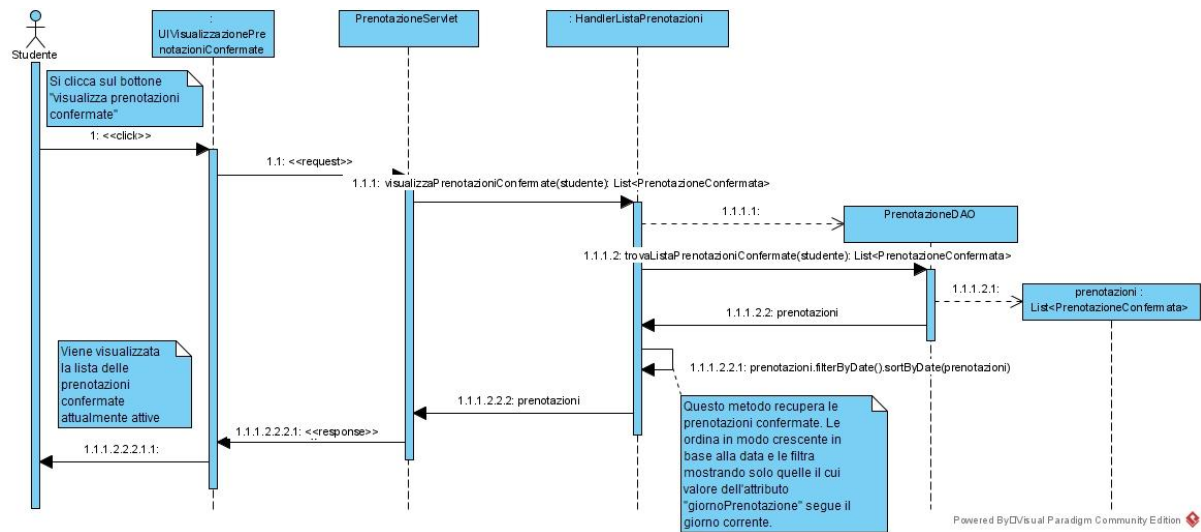 :
UIVisualizzazionePre
notazioniConfermate
PrenotazioneServlet
: HandlerListaPrenotazioni
Studente
Si clicca sul bottone
"visualizza prenotazioni
confermate"
1: <<click>>
1.1: <<request>>
1.1.1: visualizzaPrenotazioniConfermate(studente): List<PrenotazioneConfermata>
1.1.1.1:
PrenotazioneDAO
1.1.1.2: trovaListaPrenotazioniConfermate(studente): List<PrenotazioneConfermata>
1.1.1.2.1:
prenotazioni :
List<PrenotazioneConfermata>
1.1.1.2.2: prenotazioni
1.1.1.2.2.1: prenotazioni.filterByDate().sortByDate(prenotazioni)
Viene visualizzata
la lista delle
prenotazioni
confermate
attualmente attive
1.1.1.2.2.2: prenotazioni
Questo metodo recupera le
prenotazioni confermate. Le
ordina in modo crescente in
base alla data e le filtra
mostrando solo quelle il cui
valore dell'attributo
"giornoPrenotazione" segue il
giorno corrente.
1.1.1.2.2.2.1: <<response>>
1.1.1.2.2.2.1.1:
Powered By Visual Paradigm Community Edition